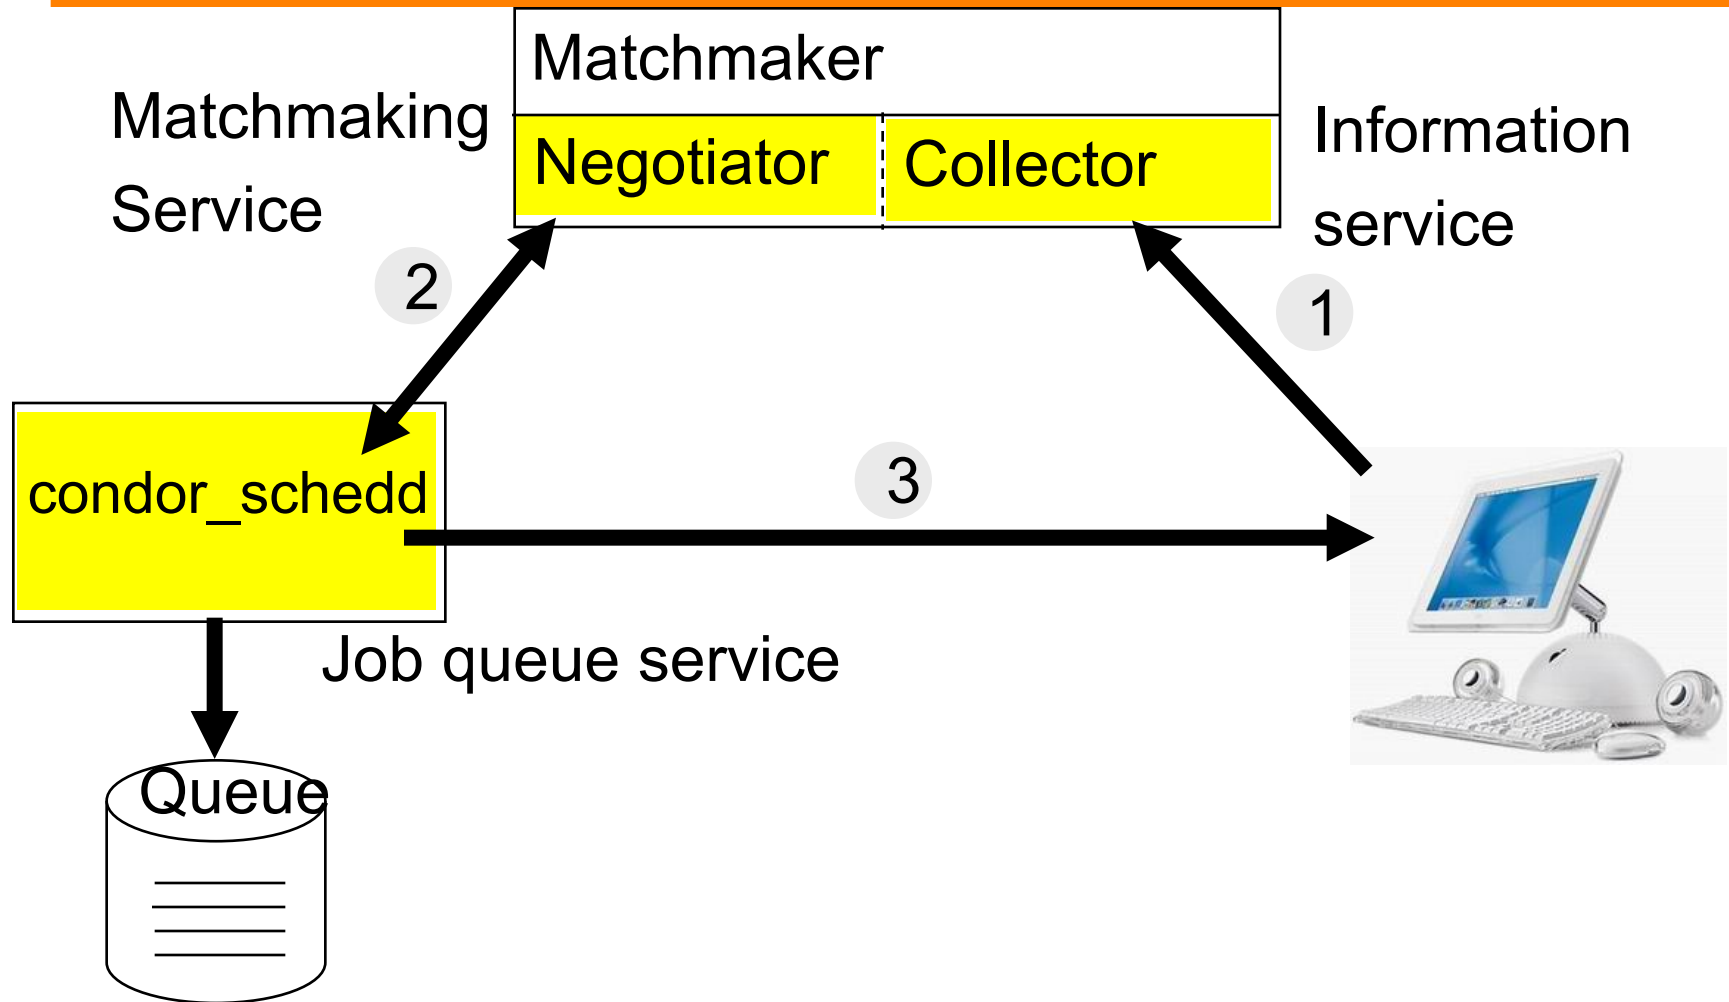 Matchmaker
Matchmaking
Service
Negotiator
Collector
Information
service
2
1
condor_schedd
3
Job queue service
Queue